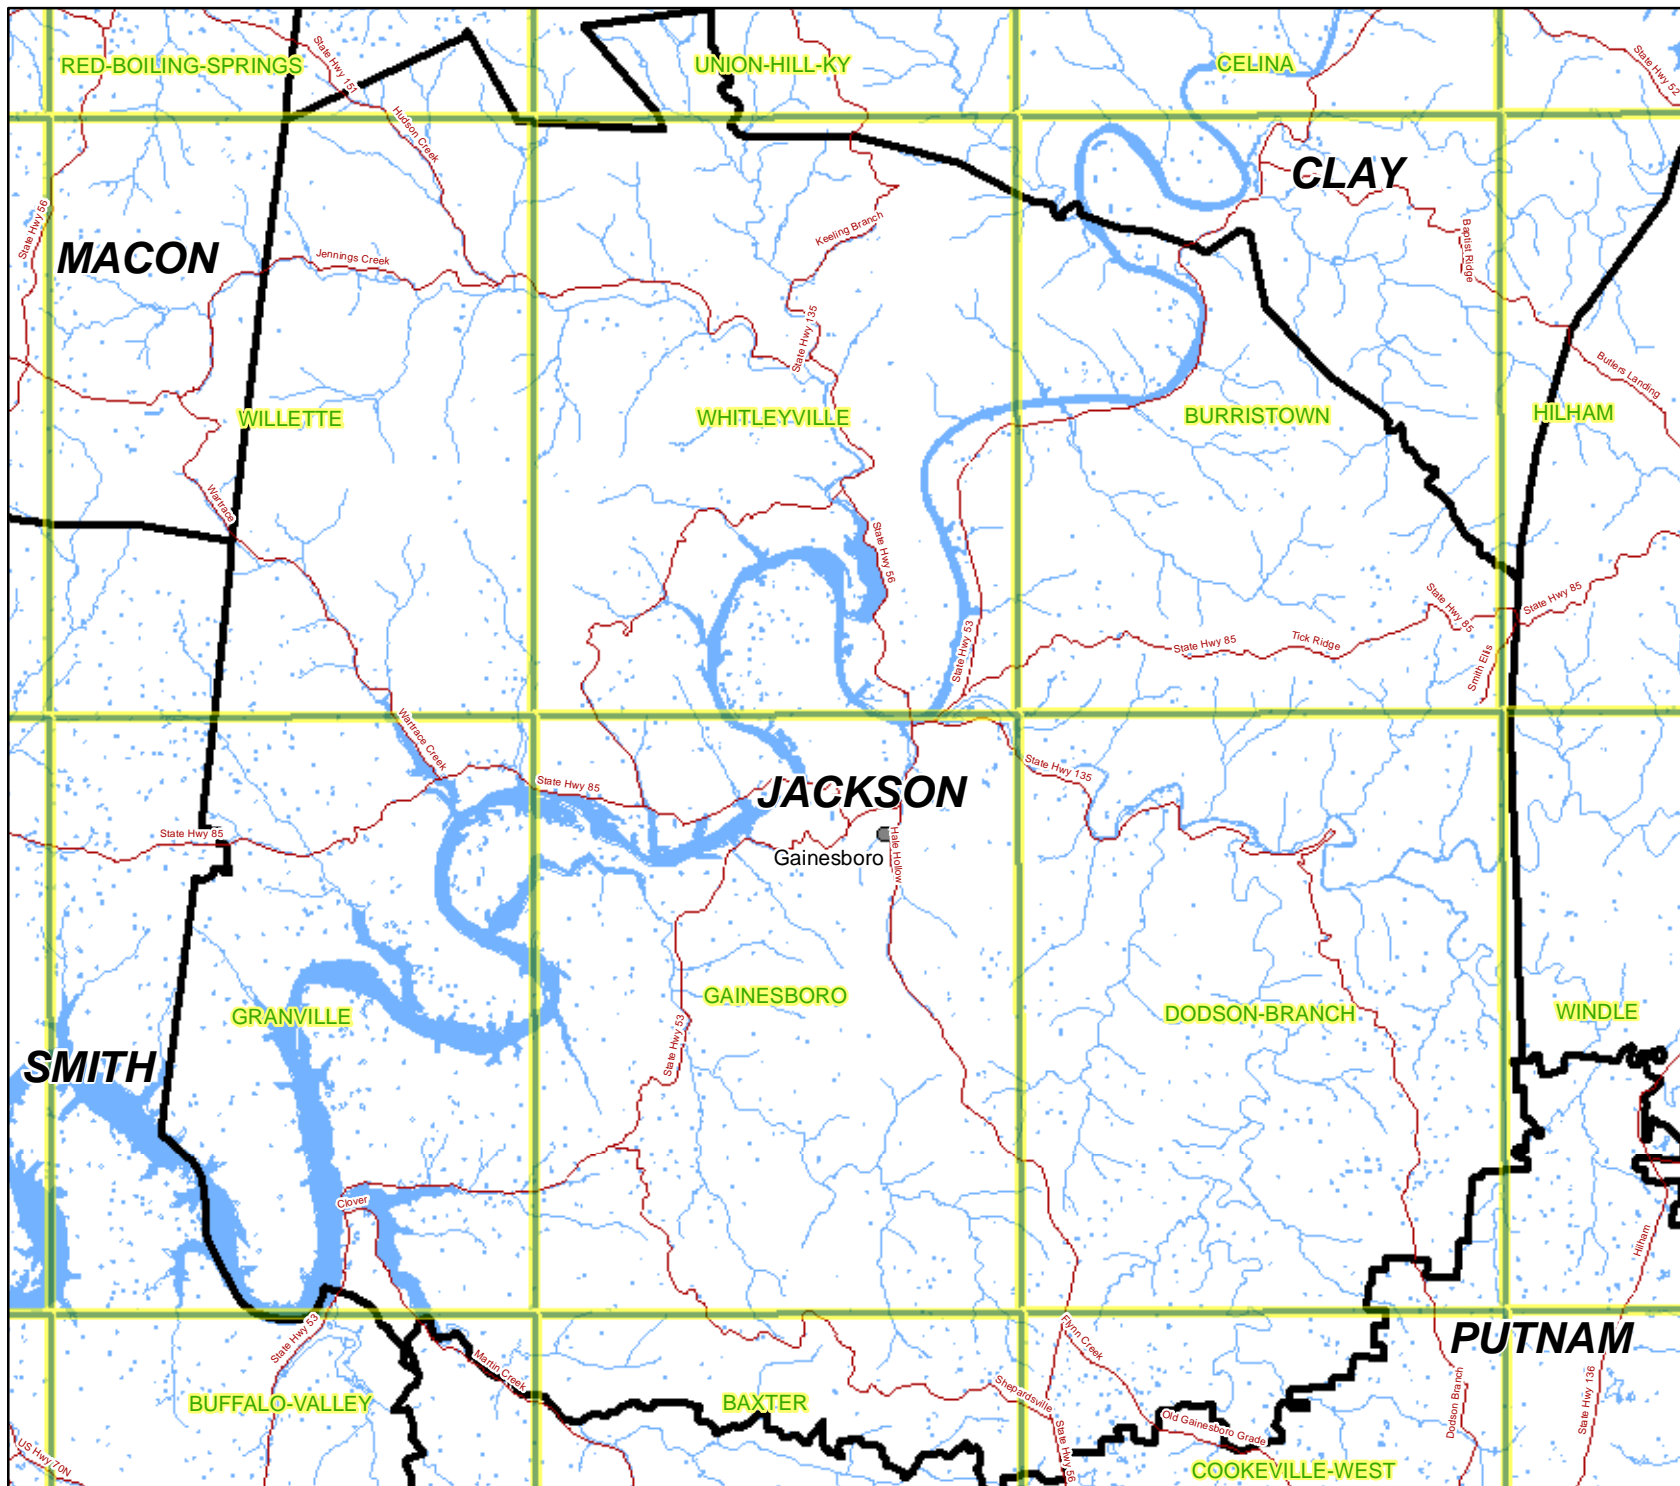 RED-BOILING-SPRINGS
State Hwy 151
UNION-HILL-KY
CELINA
State Hwy 52
Hudson Creek
CLAY
State Hwy 56
MACON
Jennings Creek
Keeling Branch
Baptist Ridge
State Hwy 135
Butlers Landing
WILLETTE
WHITLEYVILLE
BURRISTOWN
HILHAM
Wartrace
State Hwy 56
State Hwy 53
State Hwy 85
Tick Ridge
State Hwy 85
State Hwy 85
Smith Ells
Wartrace Creek
State Hwy 85
JACKSON
State Hwy 135
State Hwy 85
Gainesboro
Hale Hollow
GRANVILLE
GAINESBORO
DODSON-BRANCH
WINDLE
State Hwy 53
SMITH
Clover
Hilham
State Hwy 53
Flynn Creek
PUTNAM
Martin Creek
Shepardsville
Dodson Branch
State Hwy 136
BUFFALO-VALLEY
BAXTER
Old Gainesboro Grade
State Hwy 56
US Hwy 70N
COOKEVILLE-WEST